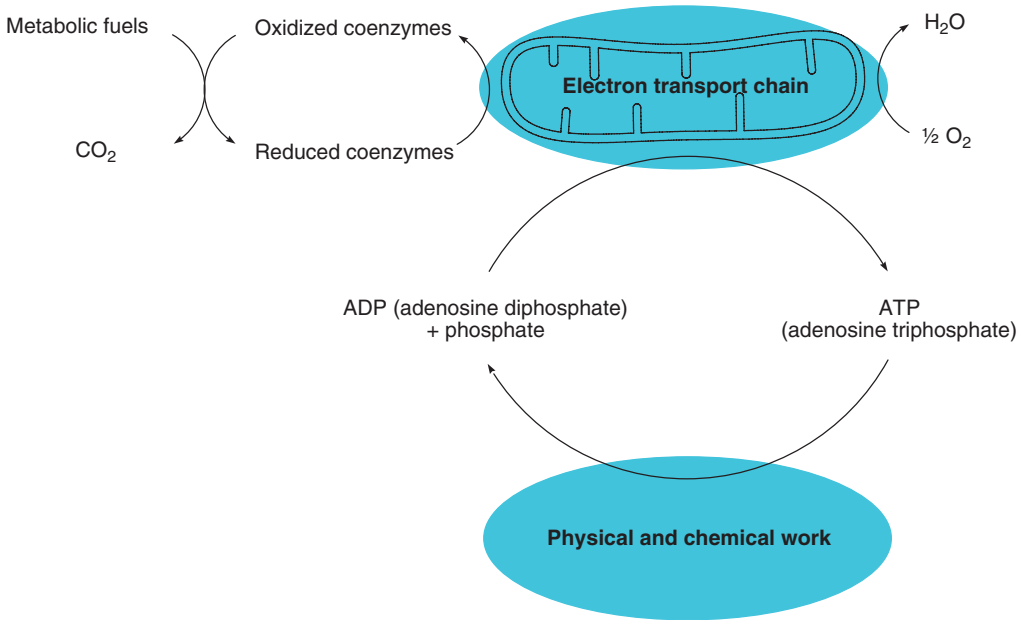 Metabolic fuels
Oxidized coenzymes
H₂O
Electron transport chain
CO₂
Reduced coenzymes
½ O₂
ADP (adenosine diphosphate)
+ phosphate
ATP
(adenosine triphosphate)
Physical and chemical work